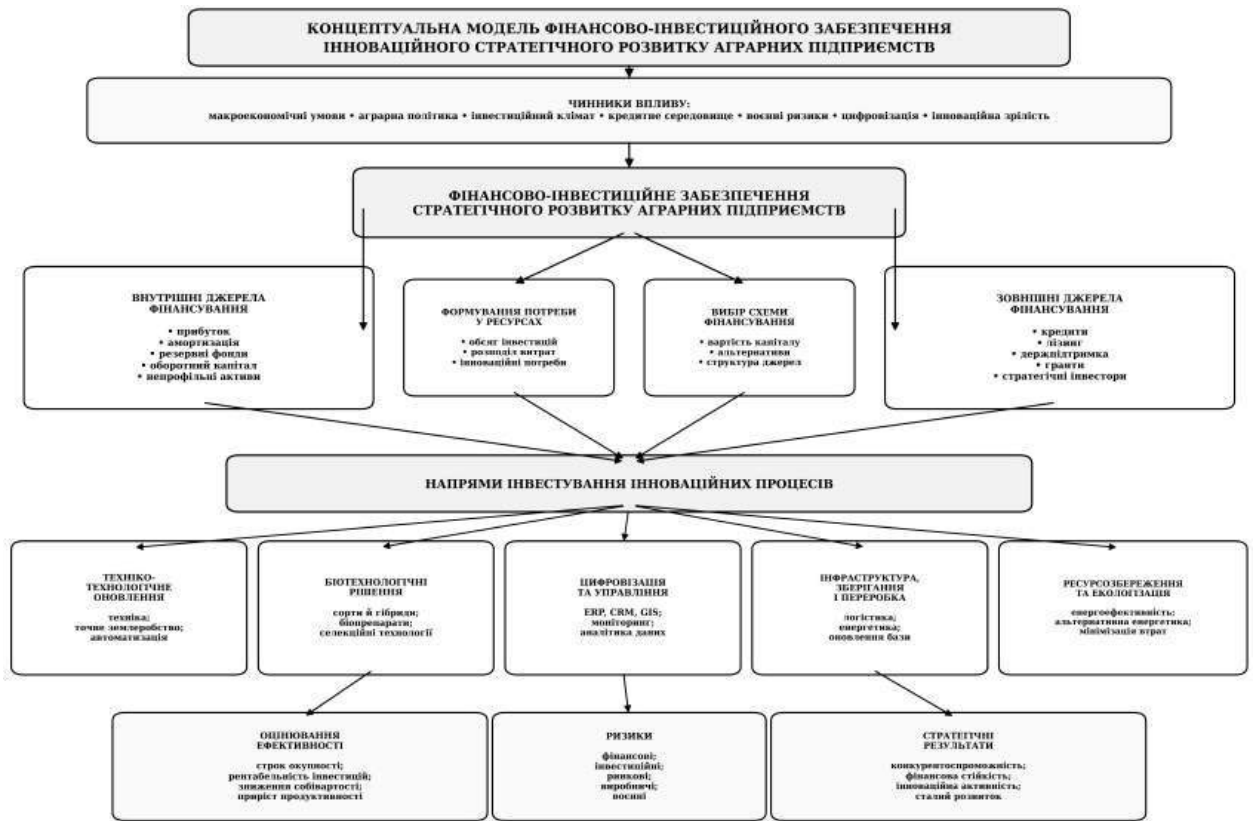 КОНЦЕПТУАЛЬНА МОДЕЛЬ ФІНАНСОВО-ІНВЕСТИЦІЙНОГО ЗАБЕЗПЕЧЕННЯ
ІННОВАЦІЙНОГО СТРАТЕГІЧНОГО РОЗВИТКУ АГРАРНИХ ПІДПРИЄМСТВ
ЧИННИКИ ВПЛИВУ:
макроекономічні умови • аграрна політика • інвестиційний клімат • кредитне середовище • воєнні ризики • цифровізація • інноваційна зрілість
ФІНАНСОВО-ІНВЕСТИЦІЙНЕ ЗАБЕЗПЕЧЕННЯ
СТРАТЕГІЧНОГО РОЗВИТКУ АГРАРНИХ ПІДПРИЄМСТВ
ВНУТРІШНІ ДЖЕРЕЛА
ФІНАНСУВАННЯ
• прибуток
• амортизація
• резервні фонди
• оборотний капітал
• непрофільні активи
ФОРМУВАННЯ ПОТРЕБИ
У РЕСУРСАХ
• обсяг інвестицій
• розподіл витрат
• інноваційні потреби
ВИБІР СХЕМИ
ФІНАНСУВАННЯ
• вартість капіталу
• альтернативи
• структура джерел
ЗОВНІШНІ ДЖЕРЕЛА
ФІНАНСУВАННЯ
• кредити
• лізинг
• держпідтримка
• гранти
• стратегічні інвестори
НАПРЯМИ ІНВЕСТУВАННЯ ІННОВАЦІЙНИХ ПРОЦЕСІВ
ТЕХНІКО-
ТЕХНОЛОГІЧНЕ
ОНОВЛЕННЯ
техніка;
точне землеробство;
автоматизація
БІОТЕХНОЛОГІЧНІ
РІШЕННЯ
сорти й гібриди;
біопрепарати;
селекційні технології
ЦИФРОВІЗАЦІЯ
ТА УПРАВЛІННЯ
ERP, CRM, GIS;
моніторинг;
аналітика даних
ІНФРАСТРУКТУРА,
ЗБЕРІГАННЯ
І ПЕРЕРОБКА
логістика;
енергетика;
оновлення бази
РЕСУРСОЗБЕРЕЖЕННЯ
ТА ЕКОЛОГІЗАЦІЯ
енергоефективність;
альтернативна енергетика;
мінімізація втрат
ОЦІНЮВАННЯ
ЕФЕКТИВНОСТІ
строк окупності;
рентабельність інвестицій;
зниження собівартості;
приріст продуктивності
РИЗИКИ
фінансові;
інвестиційні;
ринкові;
виробничі;
воєнні
СТРАТЕГІЧНІ
РЕЗУЛЬТАТИ
конкурентоспроможність;
фінансова стійкість;
інноваційна активність;
сталий розвиток